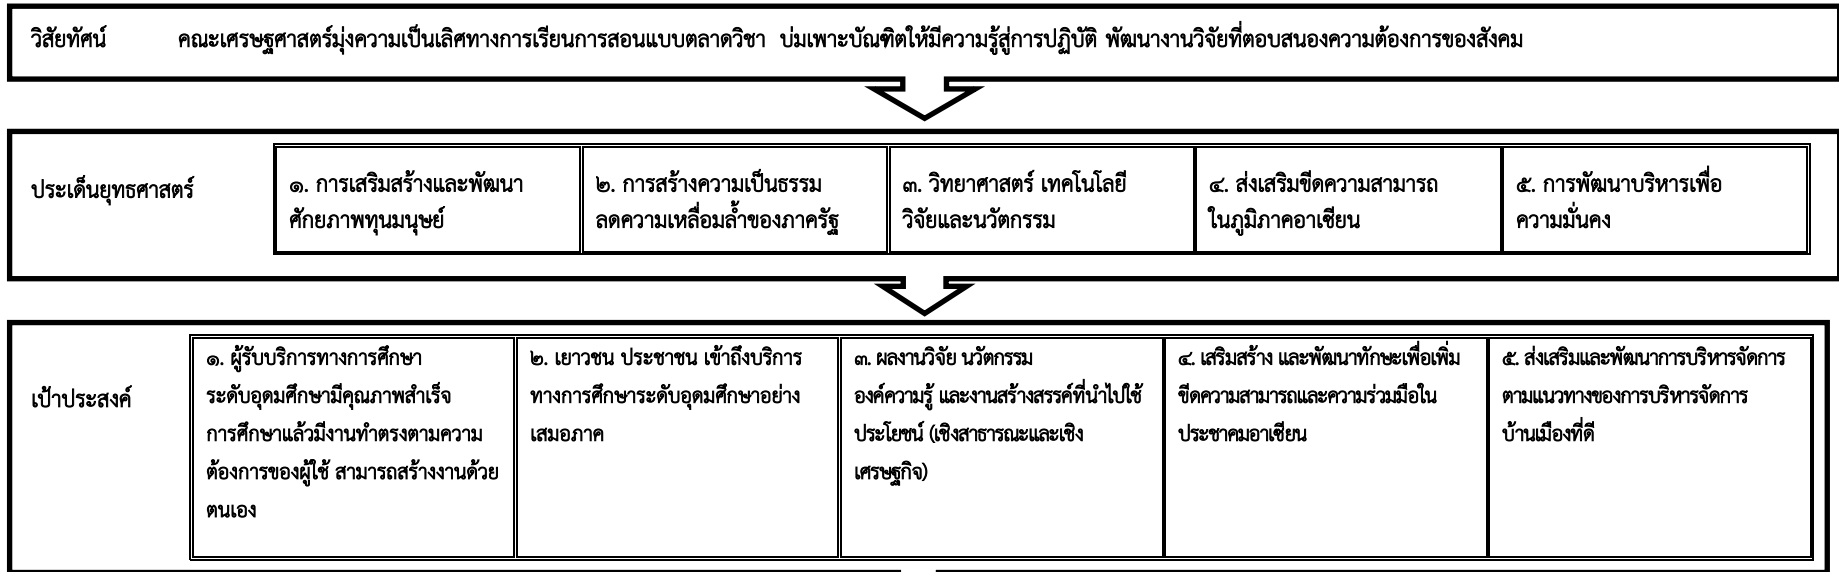 วิสัยทัศน์ คณะเศรษฐศาสตร์มุ่งความเป็นเลิศทางการเรียนการสอนแบบตลาดวิชา บ่มเพาะบัณฑิตให้มีความรู้สู่การปฏิบัติ พัฒนางานวิจัยที่ตอบสนองความต้องการของสังคม
ประเด็นยุทธศาสตร์
๑. การเสริมสร้างและพัฒนา
ศักยภาพทุนมนุษย์
๒. การสร้างความเป็นธรรม
ลดความเหลื่อมล้ำของภาครัฐ
๓. วิทยาศาสตร์ เทคโนโลยี
วิจัยและนวัตกรรม
๔. ส่งเสริมขีดความสามารถ
ในภูมิภาคอาเซียน
๕. การพัฒนาบริหารเพื่อ
ความมั่นคง
เป้าประสงค์
๑. ผู้รับบริการทางการศึกษา
ระดับอุดมศึกษามีคุณภาพสำเร็จ
การศึกษาแล้วมีงานทำตรงตามความ
ต้องการของผู้ใช้ สามารถสร้างงานด้วย
ตนเอง
๒. เยาวชน ประชาชน เข้าถึงบริการ
ทางการศึกษาระดับอุดมศึกษาอย่าง
เสมอภาค
๓. ผลงานวิจัย นวัตกรรม
องค์ความรู้ และงานสร้างสรรค์ที่นำไปใช้
ประโยชน์ (เชิงสาธารณะและเชิง
เศรษฐกิจ)
๔. เสริมสร้าง และพัฒนาทักษะเพื่อเพิ่ม
ขีดความสามารถและความร่วมมือใน
ประชาคมอาเซียน
๕. ส่งเสริมและพัฒนาการบริหารจัดการ
ตามแนวทางของการบริหารจัดการ
บ้านเมืองที่ดี